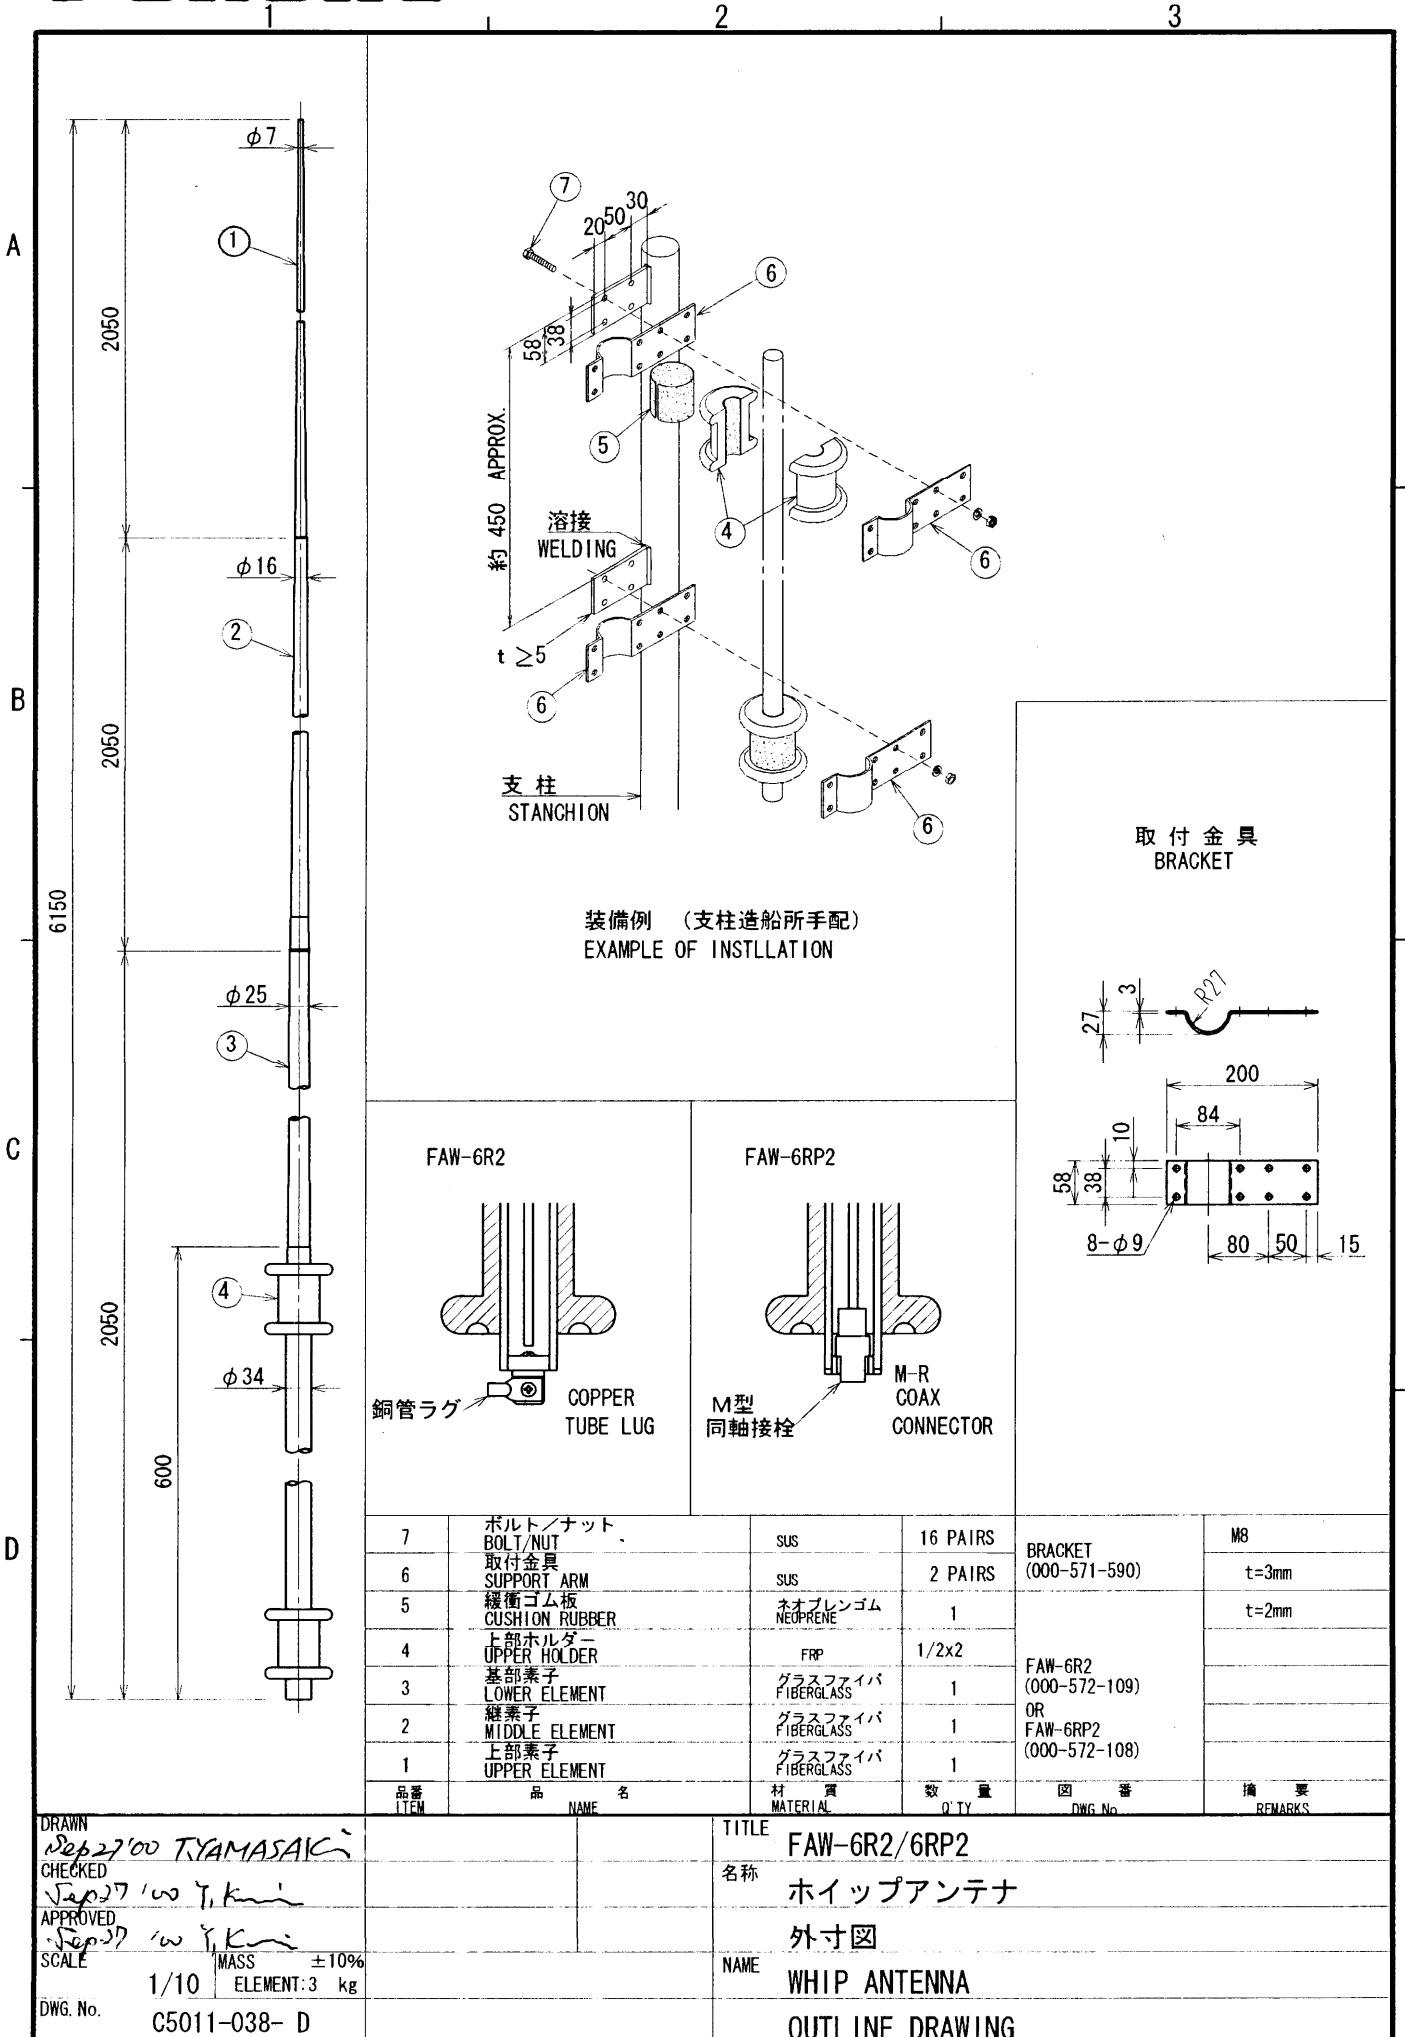 1
2
3
A
B
C
D
φ7
1
2050
φ16
2
2050
6150
φ25
3
2050
4
φ34
600
7
20
50
30
6
58
38
5
約 450 APPROX.
4
溶接
WELDING
6
t ≥5
6
支 柱
STANCHION
6
装備例 (支柱造船所手配)
EXAMPLE OF INSTLLATION
取 付 金 具
BRACKET
3
27
R27
200
84
10
58
38
8-φ9
80
50
15
FAW-6R2
銅管ラグ
COPPER
TUBE LUG
FAW-6RP2
M型
同軸接栓
M-R
COAX
CONNECTOR
7 ボルト/ナット BOLT/NUT SUS 16 PAIRS BRACKET (000-571-590) M8
6 取付金具 SUPPORT ARM SUS 2 PAIRS t=3mm
5 緩衝ゴム板 CUSHION RUBBER ネオプレンゴム NEOPRENE 1 t=2mm
4 上部ホルダー UPPER HOLDER FRP 1/2x2
3 基部素子 LOWER ELEMENT グラスファイバ FIBERGLASS 1 FAW-6R2 (000-572-109)
2 継素子 MIDDLE ELEMENT グラスファイバ FIBERGLASS 1 OR FAW-6RP2
1 上部素子 UPPER ELEMENT グラスファイバ FIBERGLASS 1 (000-572-108)
品番 品 名 材 質 数 量 図 番 摘 要
ITEM NAME MATERIAL Q'TY DWG.No. REMARKS
DRAWN
Sep 27 '00 T.YAMASAKI
CHECKED
Sep 27 '00
APPROVED
Sep 27 '00
SCALE 1/10
MASS ±10%
ELEMENT:3 kg
DWG. No.
C5011-038- D
TITLE FAW-6R2/6RP2
名称 ホイップアンテナ
外寸図
NAME WHIP ANTENNA
OUTLINE DRAWING